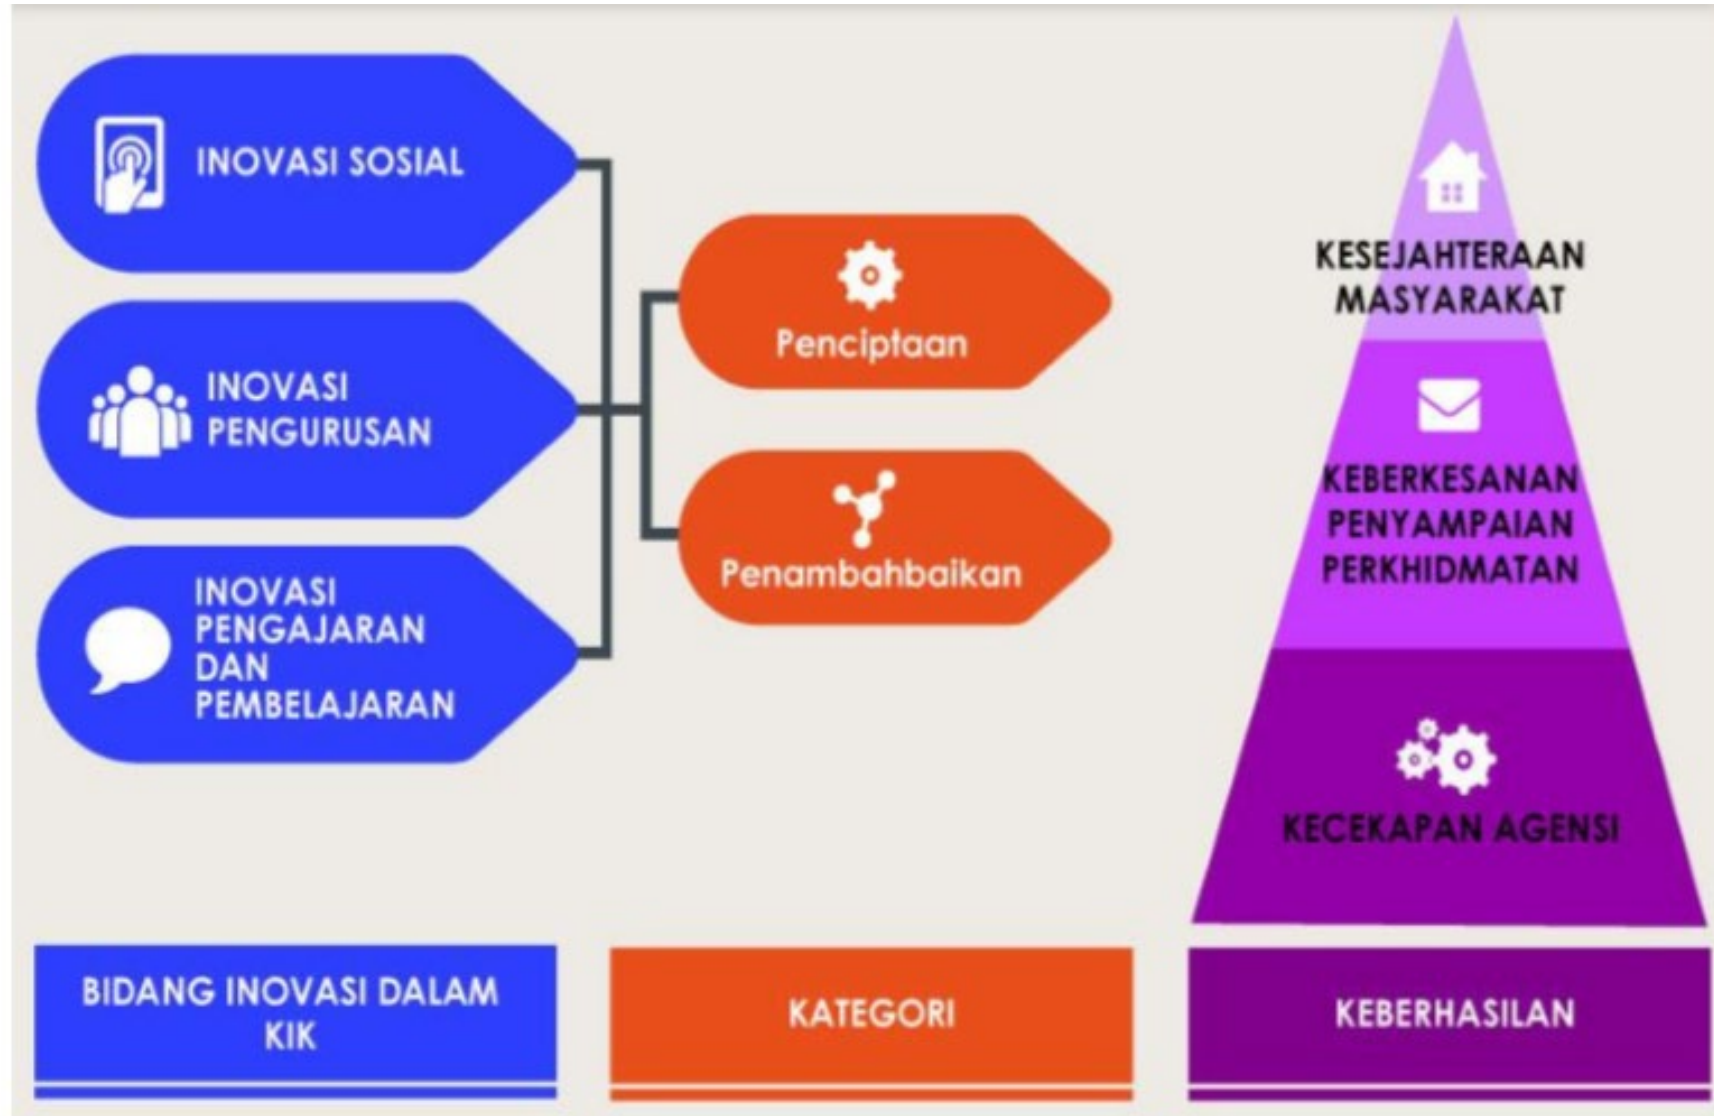 INOVASI SOSIAL
INOVASI
PENGURUSAN
INOVASI
PENGAJARAN
DAN
PEMBELAJARAN
Penciptaan
Penambahbaikan
KESEJAHTERAAN
MASYARAKAT
KEBERKESANAN
PENYAMPAIAN
PERKHIDMATAN
KECEKAPAN AGENSI
BIDANG INOVASI DALAM
KIK
KATEGORI
KEBERHASILAN